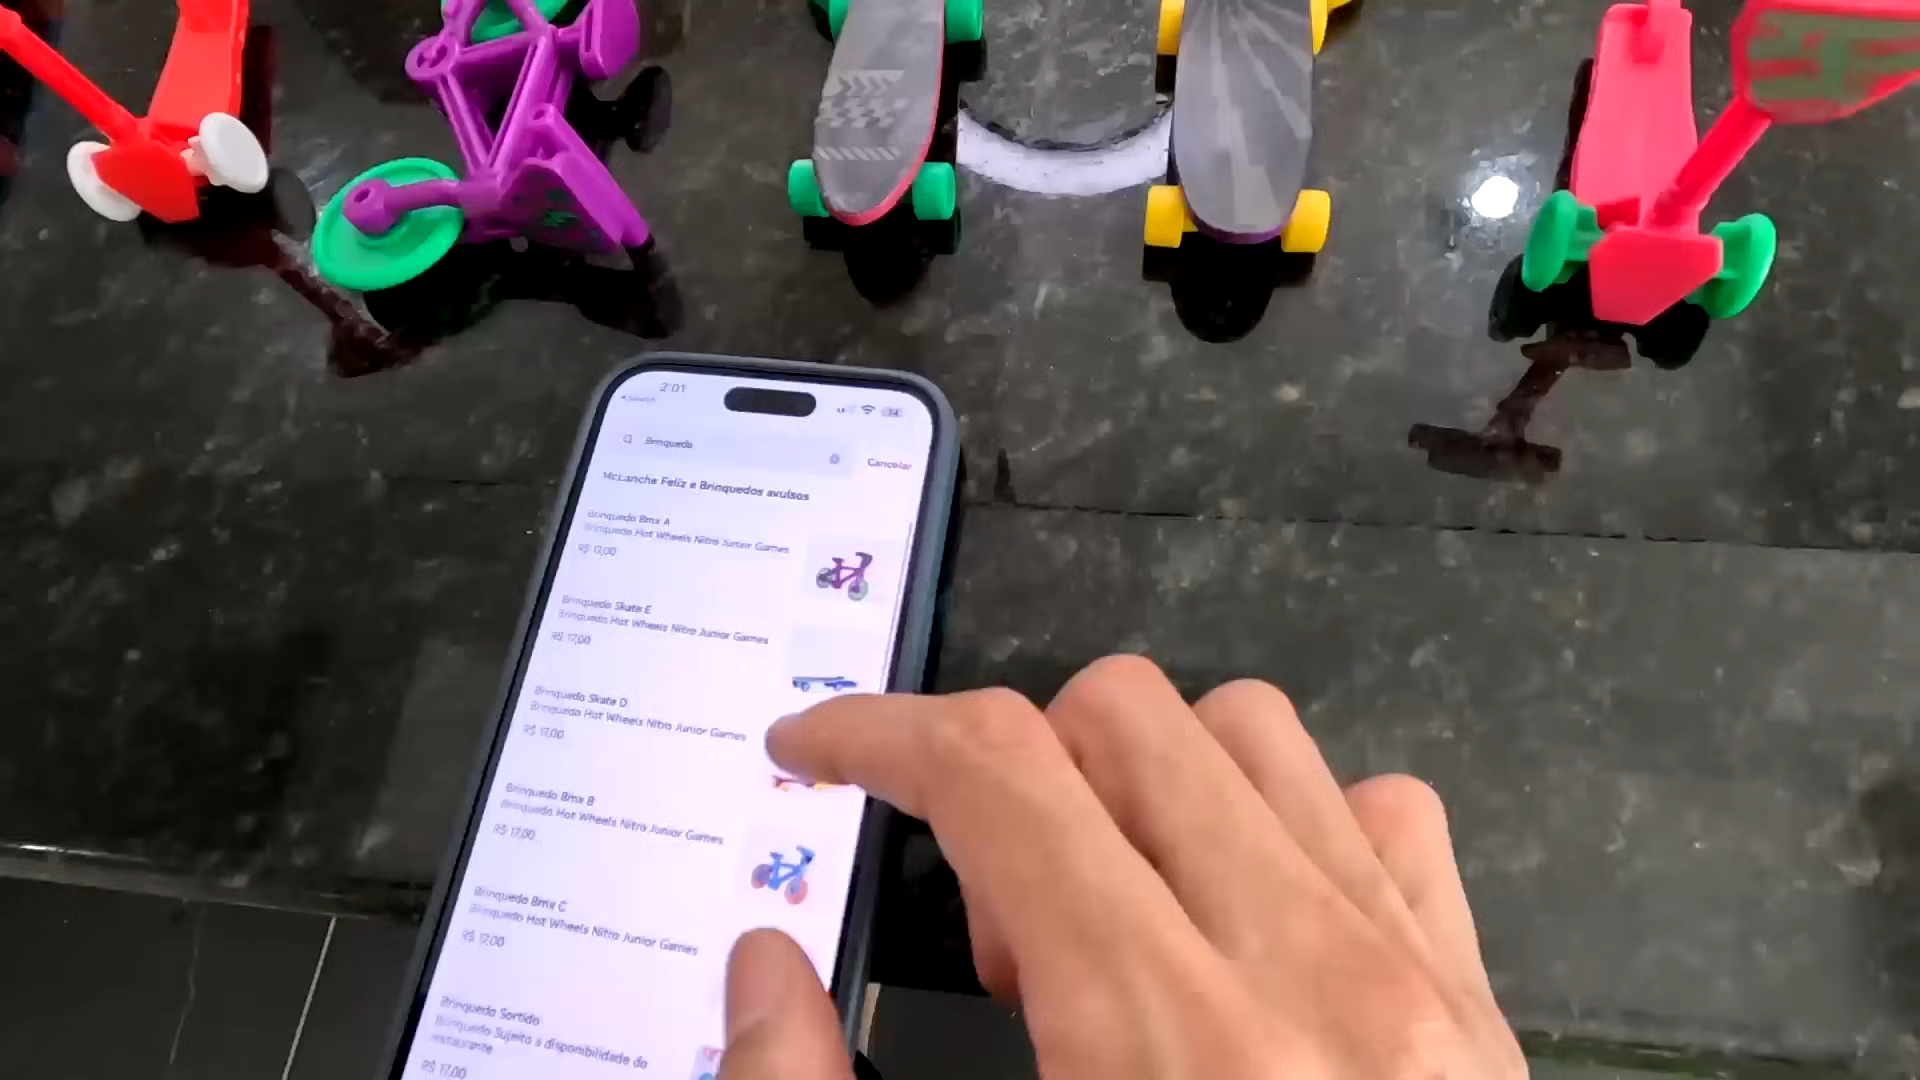 2:01
Search
Brinquedo
Cancelar
McLanche Feliz e Brinquedos avulsos
Brinquedo Bmx A
Brinquedo Hot Wheels Nitro Junior Games
R$ 17,00
Brinquedo Skate E
Brinquedo Hot Wheels Nitro Junior Games
R$ 17,00
Brinquedo Skate D
Brinquedo Hot Wheels Nitro Junior Games
R$ 17,00
Brinquedo Bmx B
Brinquedo Hot Wheels Nitro Junior Games
R$ 17,00
Brinquedo Bmx C
Brinquedo Hot Wheels Nitro Junior Games
R$ 17,00
Brinquedo Sortido
Brinquedo Sujeito a disponibilidade do
restaurante
R$ 17,00